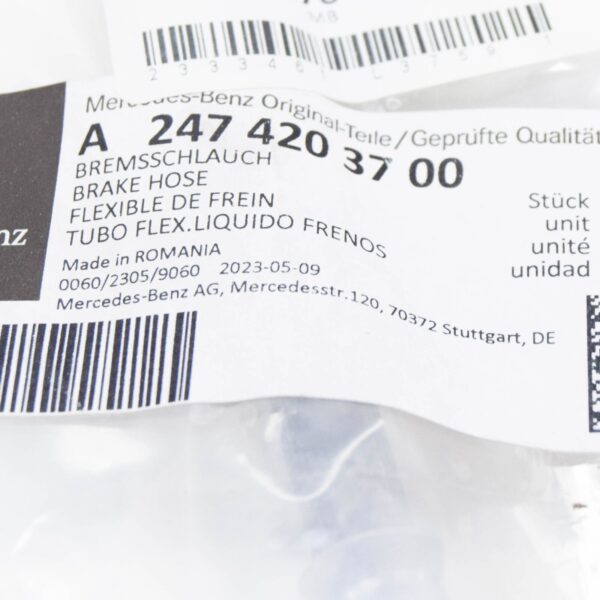 MB
Mercedes-Benz Original-Teile/Geprüfte Qualität
A 247 420 37 00
BREMSSCHLAUCH
BRAKE HOSE
FLEXIBLE DE FREIN
TUBO FLEX.LIQUIDO FRENOS
Stück
unit
unité
unidad
nz
Made in ROMANIA
0060/2305/9060 2023-05-09
Mercedes-Benz AG, Mercedesstr.120, 70372 Stuttgart, DE